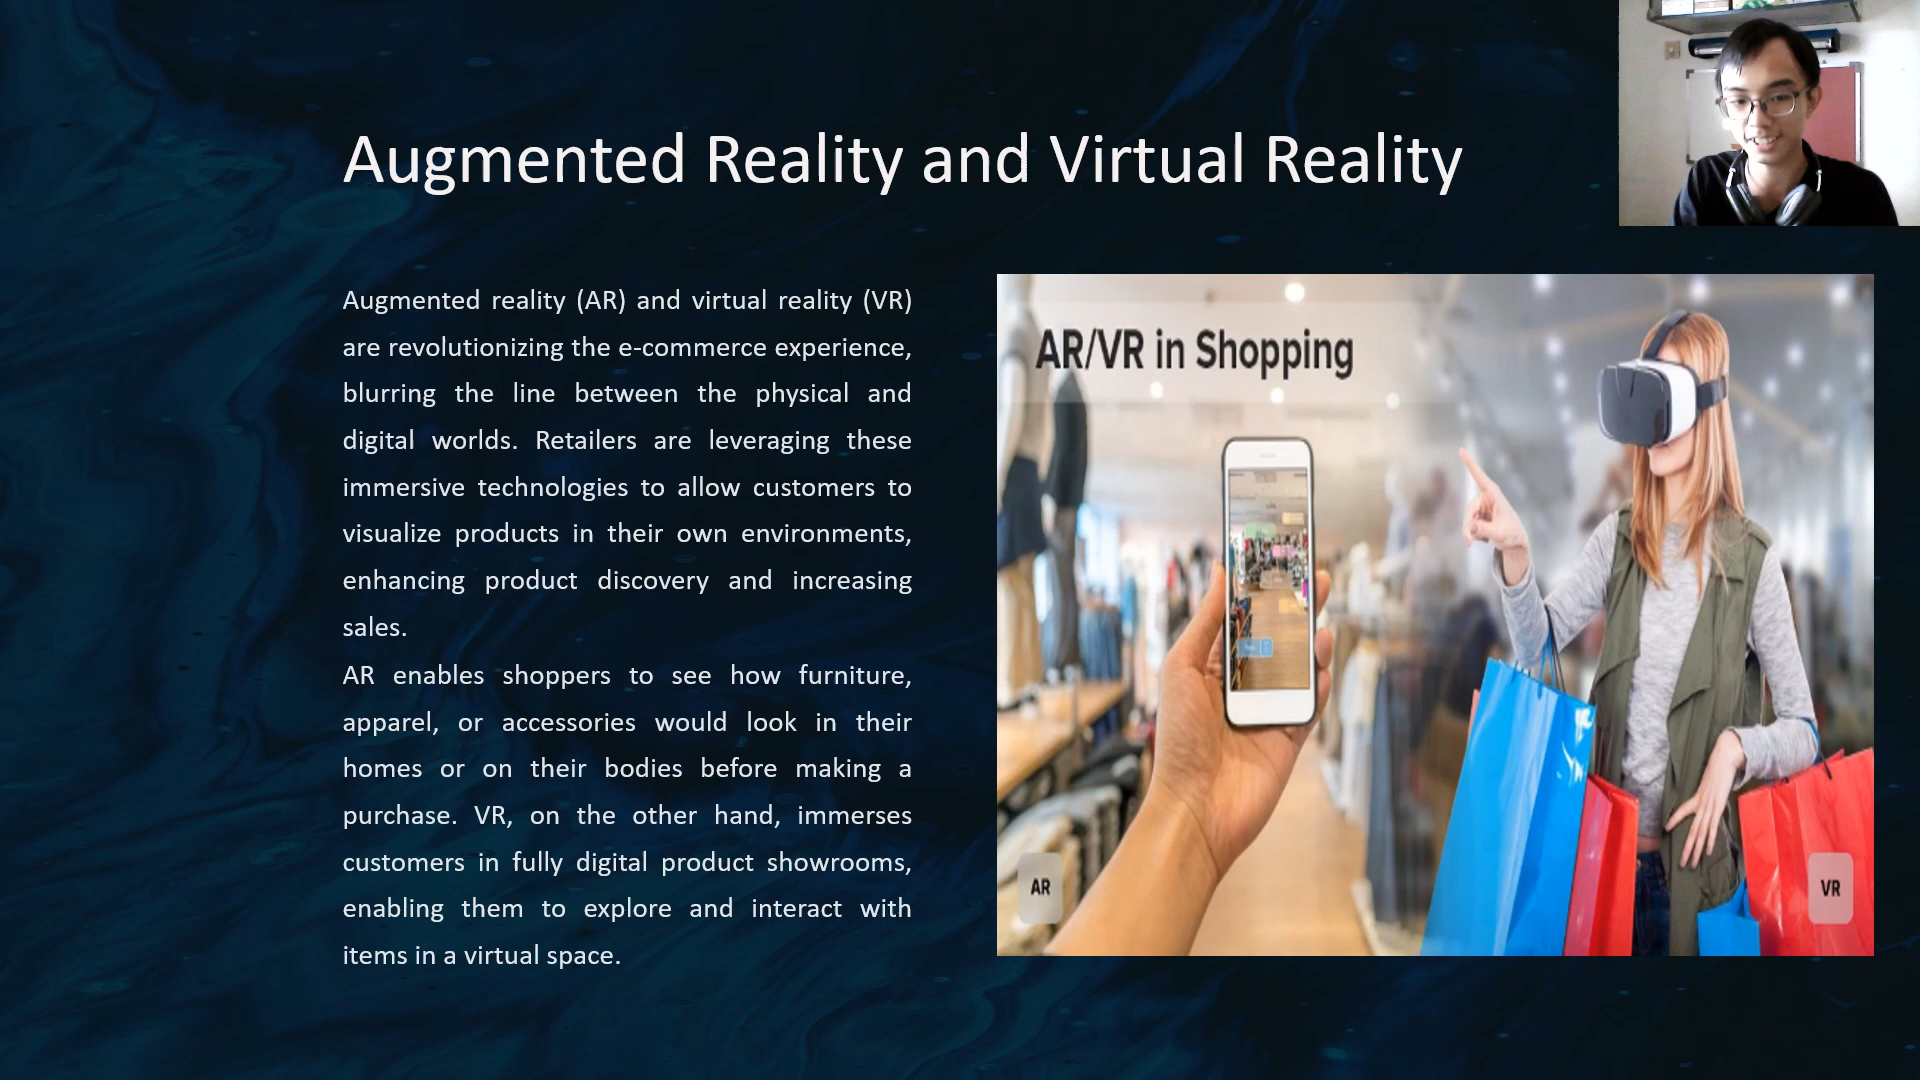 Augmented Reality and Virtual Reality
Augmented reality (AR) and virtual reality (VR)
are revolutionizing the e-commerce experience,
blurring the line between the physical and
digital worlds. Retailers are leveraging these
immersive technologies to allow customers to
visualize products in their own environments,
enhancing product discovery and increasing
sales.
AR enables shoppers to see how furniture,
apparel, or accessories would look in their
homes or on their bodies before making a
purchase. VR, on the other hand, immerses
customers in fully digital product showrooms,
enabling them to explore and interact with
items in a virtual space.
AR/VR in Shopping
AR
VR